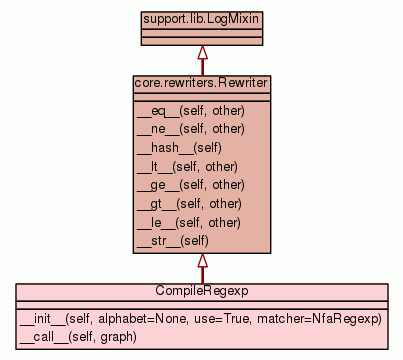 support.lib.LogMixin
core.rewriters.Rewriter
__eq__(self, other)
__ne__(self, other)
__hash__(self)
__lt__(self, other)
__ge__(self, other)
__gt__(self, other)
__le__(self, other)
__str__(self)
CompileRegexp
__init__(self, alphabet=None, use=True, matcher=NfaRegexp)
__call__(self, graph)